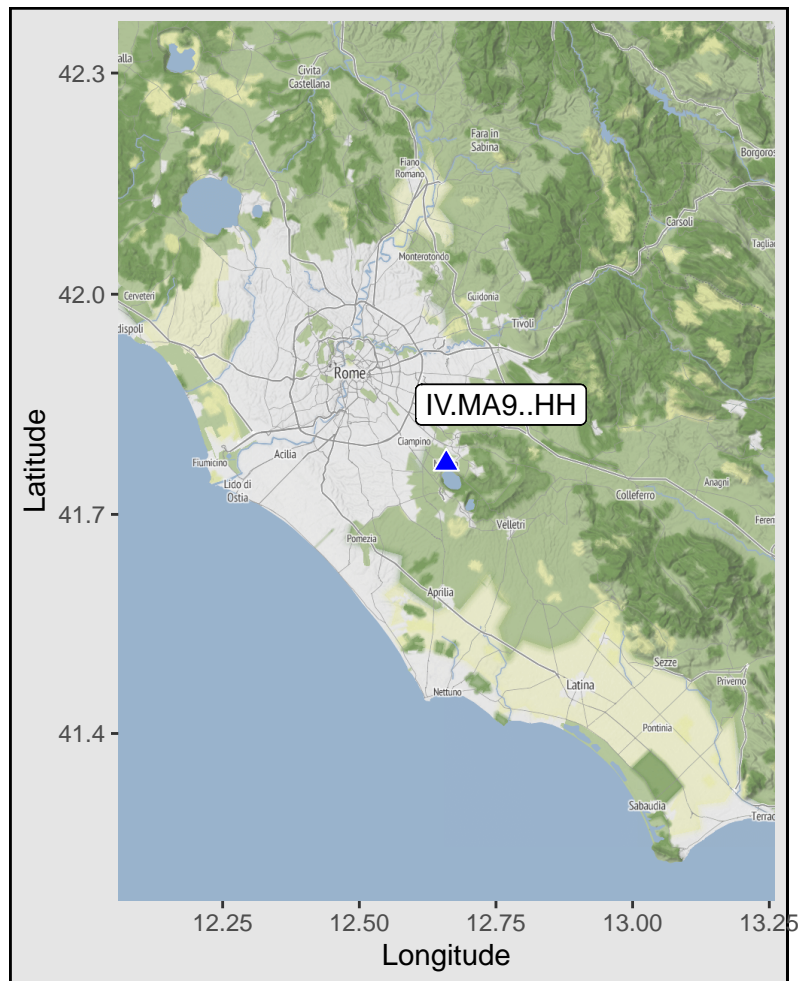 alla
Civita
Castellana
42.3
Fara in
Sabina
Borgoros
Fiano
Romano
Carsoli
Taglia
Monterotondo
42.0
Cerveteri
Guidonia
dispoli
Tivoli
Rome
IV.MA9..HH
Ciampino
Acilia
Fiumicino
Lido di
Ostia
Anagni
Colleferro
41.7
Feren
Velletri
Pomezia
Aprilia
Sezze
Priverno
Latina
Nettuno
41.4
Pontinia
Sabaudia
Terrac
12.25
12.50
12.75
13.00
13.25
Longitude
Latitude